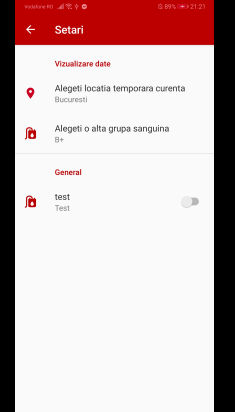 Vodafone RO 89% 21:21
Setari
Vizualizare date
Alegeti locatia temporara curenta
Bucuresti
Alegeti o alta grupa sanguina
B+
General
test
Test